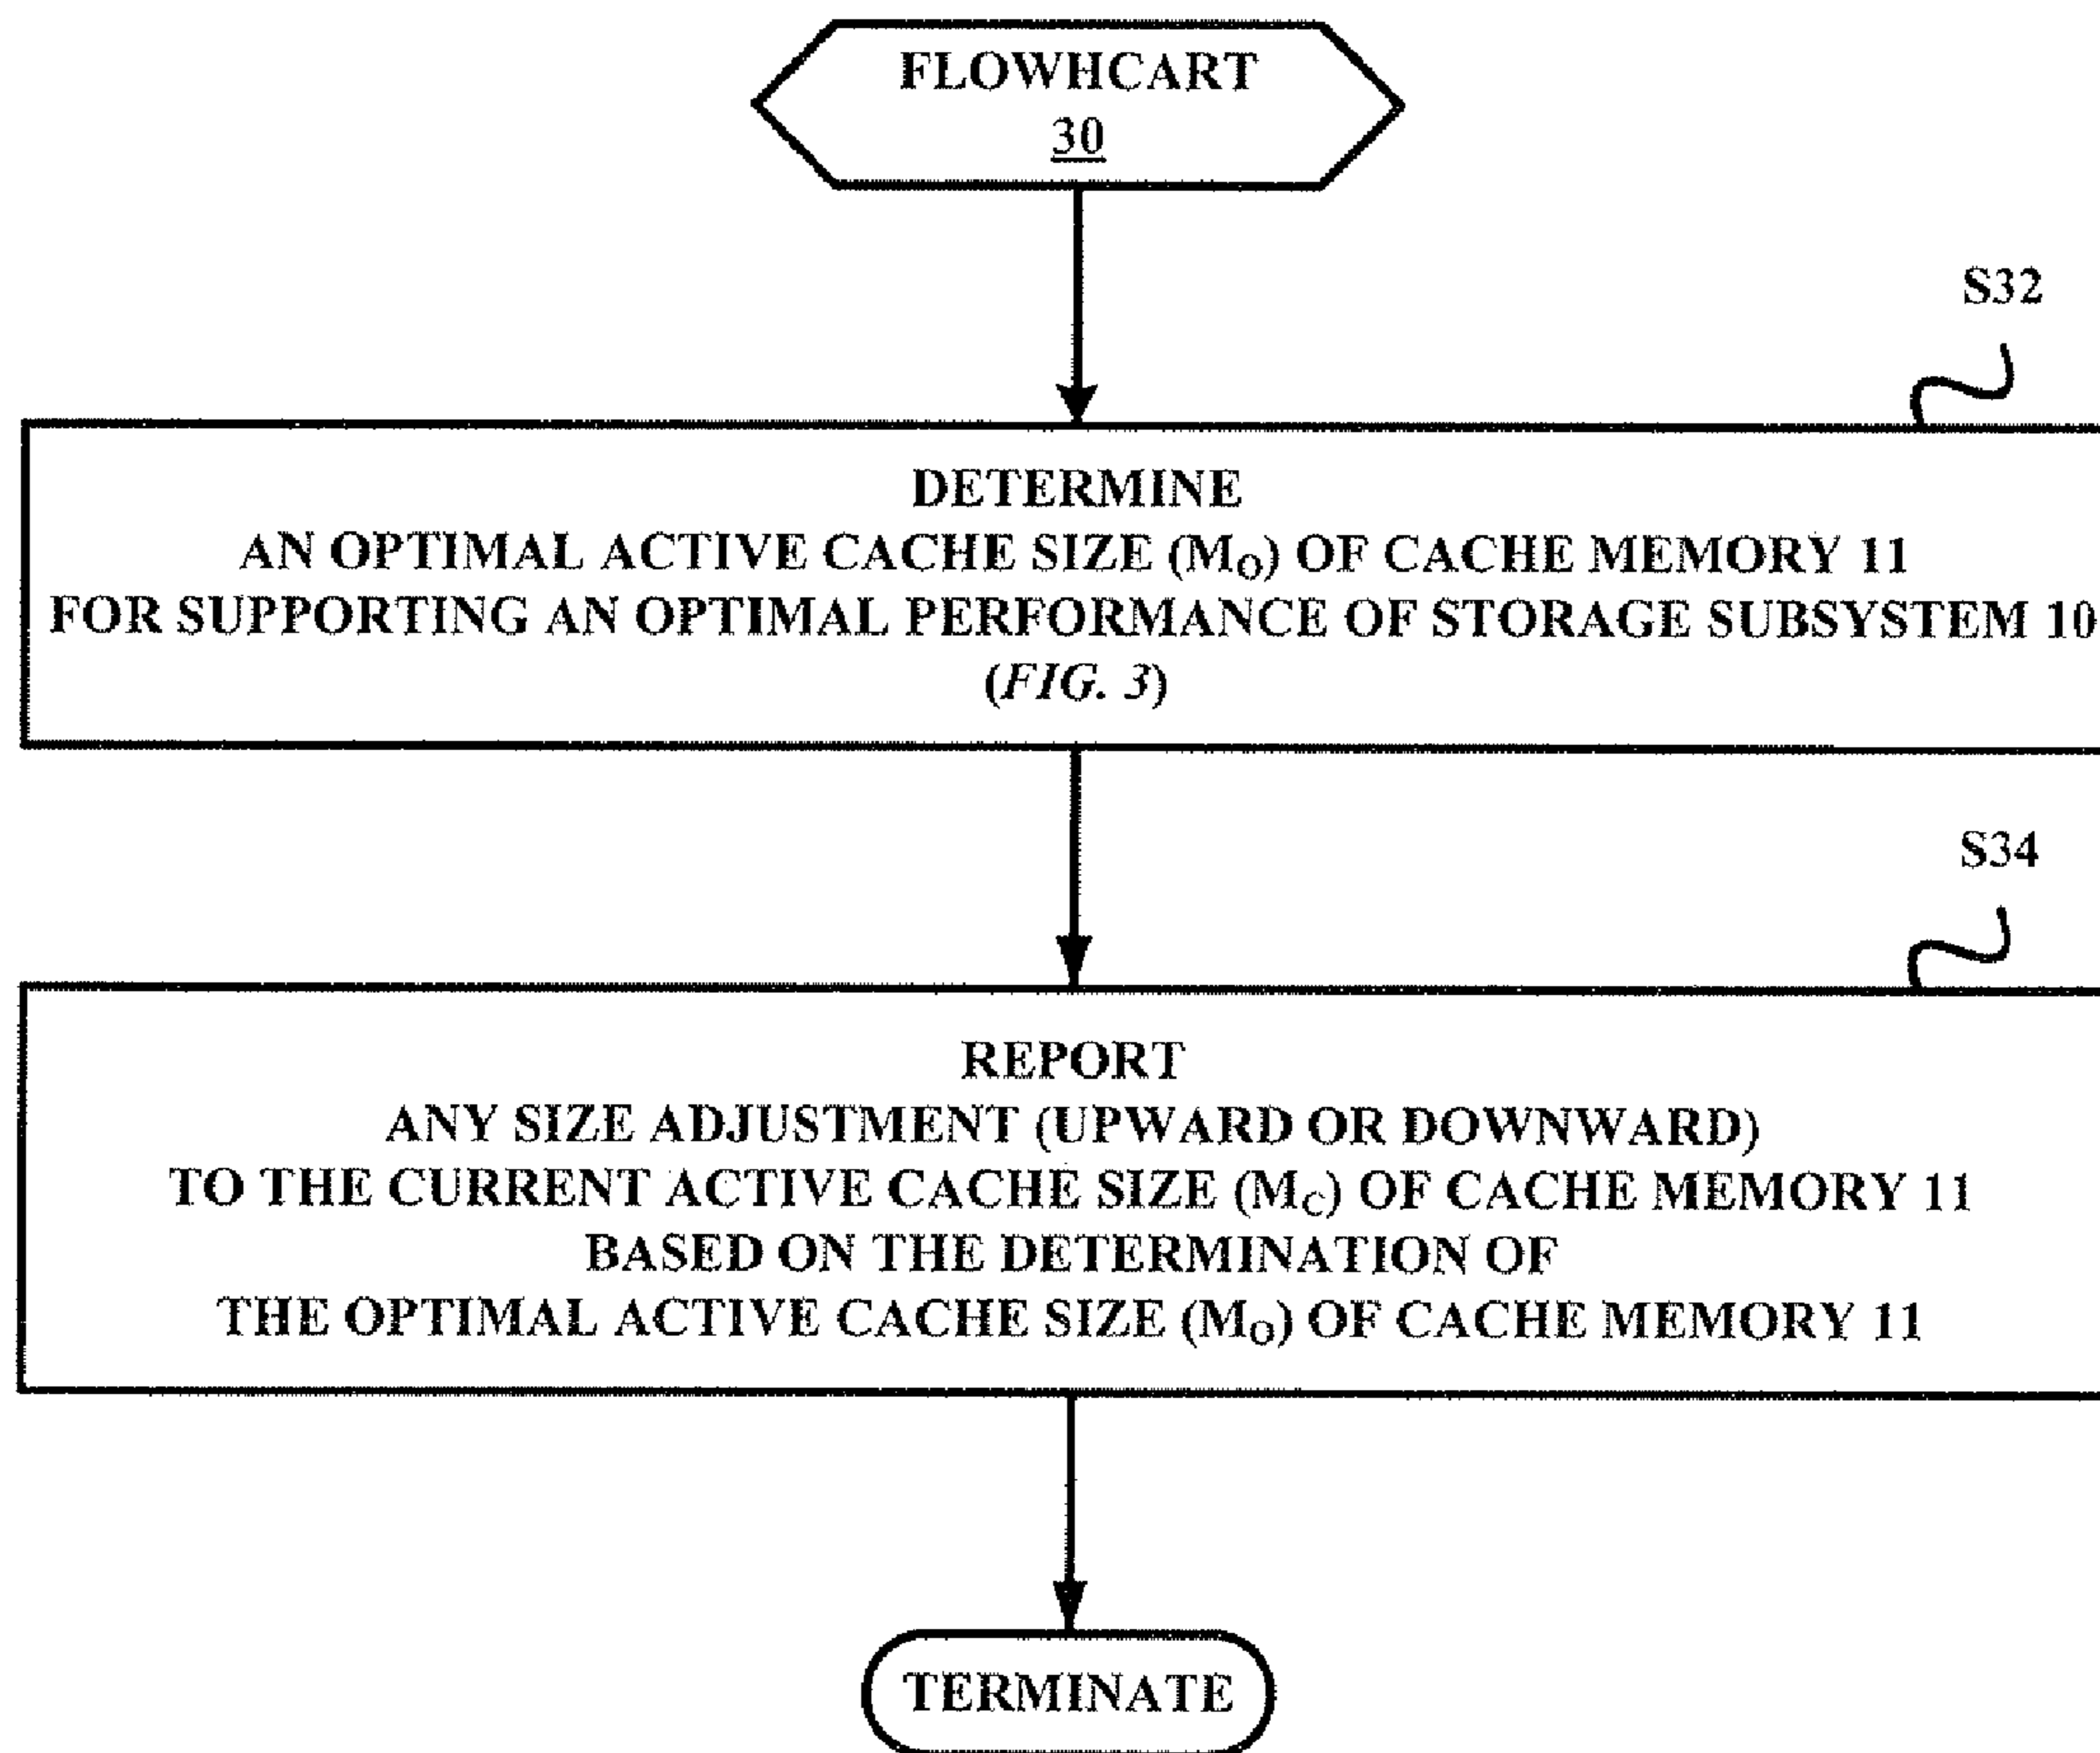 FLOWHCART
30
S32
DETERMINE
AN OPTIMAL ACTIVE CACHE SIZE (MO) OF CACHE MEMORY 11
FOR SUPPORTING AN OPTIMAL PERFORMANCE OF STORAGE SUBSYSTEM 10
(FIG. 3)
S34
REPORT
ANY SIZE ADJUSTMENT (UPWARD OR DOWNWARD)
TO THE CURRENT ACTIVE CACHE SIZE (MC) OF CACHE MEMORY 11
BASED ON THE DETERMINATION OF
THE OPTIMAL ACTIVE CACHE SIZE (MO) OF CACHE MEMORY 11
TERMINATE